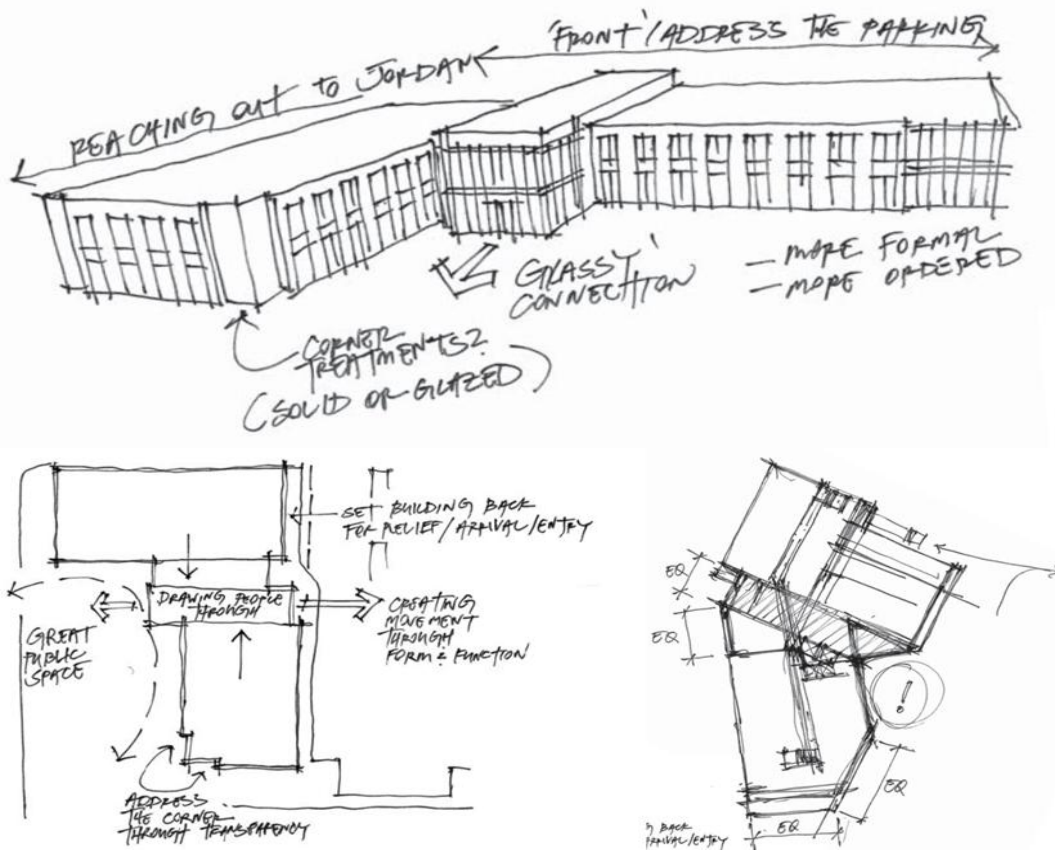 'FRONT'/ADDRESS THE PARKING
REACHING OUT TO JORDAN
'GLASSY'
CONNECTION
— MORE FORMAL
— MORE ORDERED
CORNER
TREATMENTS?
(SOLID OR GLAZED)
SET BUILDING BACK
FOR RELIEF/ARRIVAL/ENTRY
DRAWING PEOPLE
THROUGH
GREAT
PUBLIC
SPACE
CREATING
MOVEMENT
THROUGH
FORM & FUNCTION
ADDRESS
THE CORNER
THROUGH TRANSPARENCY
EQ
EQ
!
EQ
EQ
BACK
ARRIVAL/ENTRY